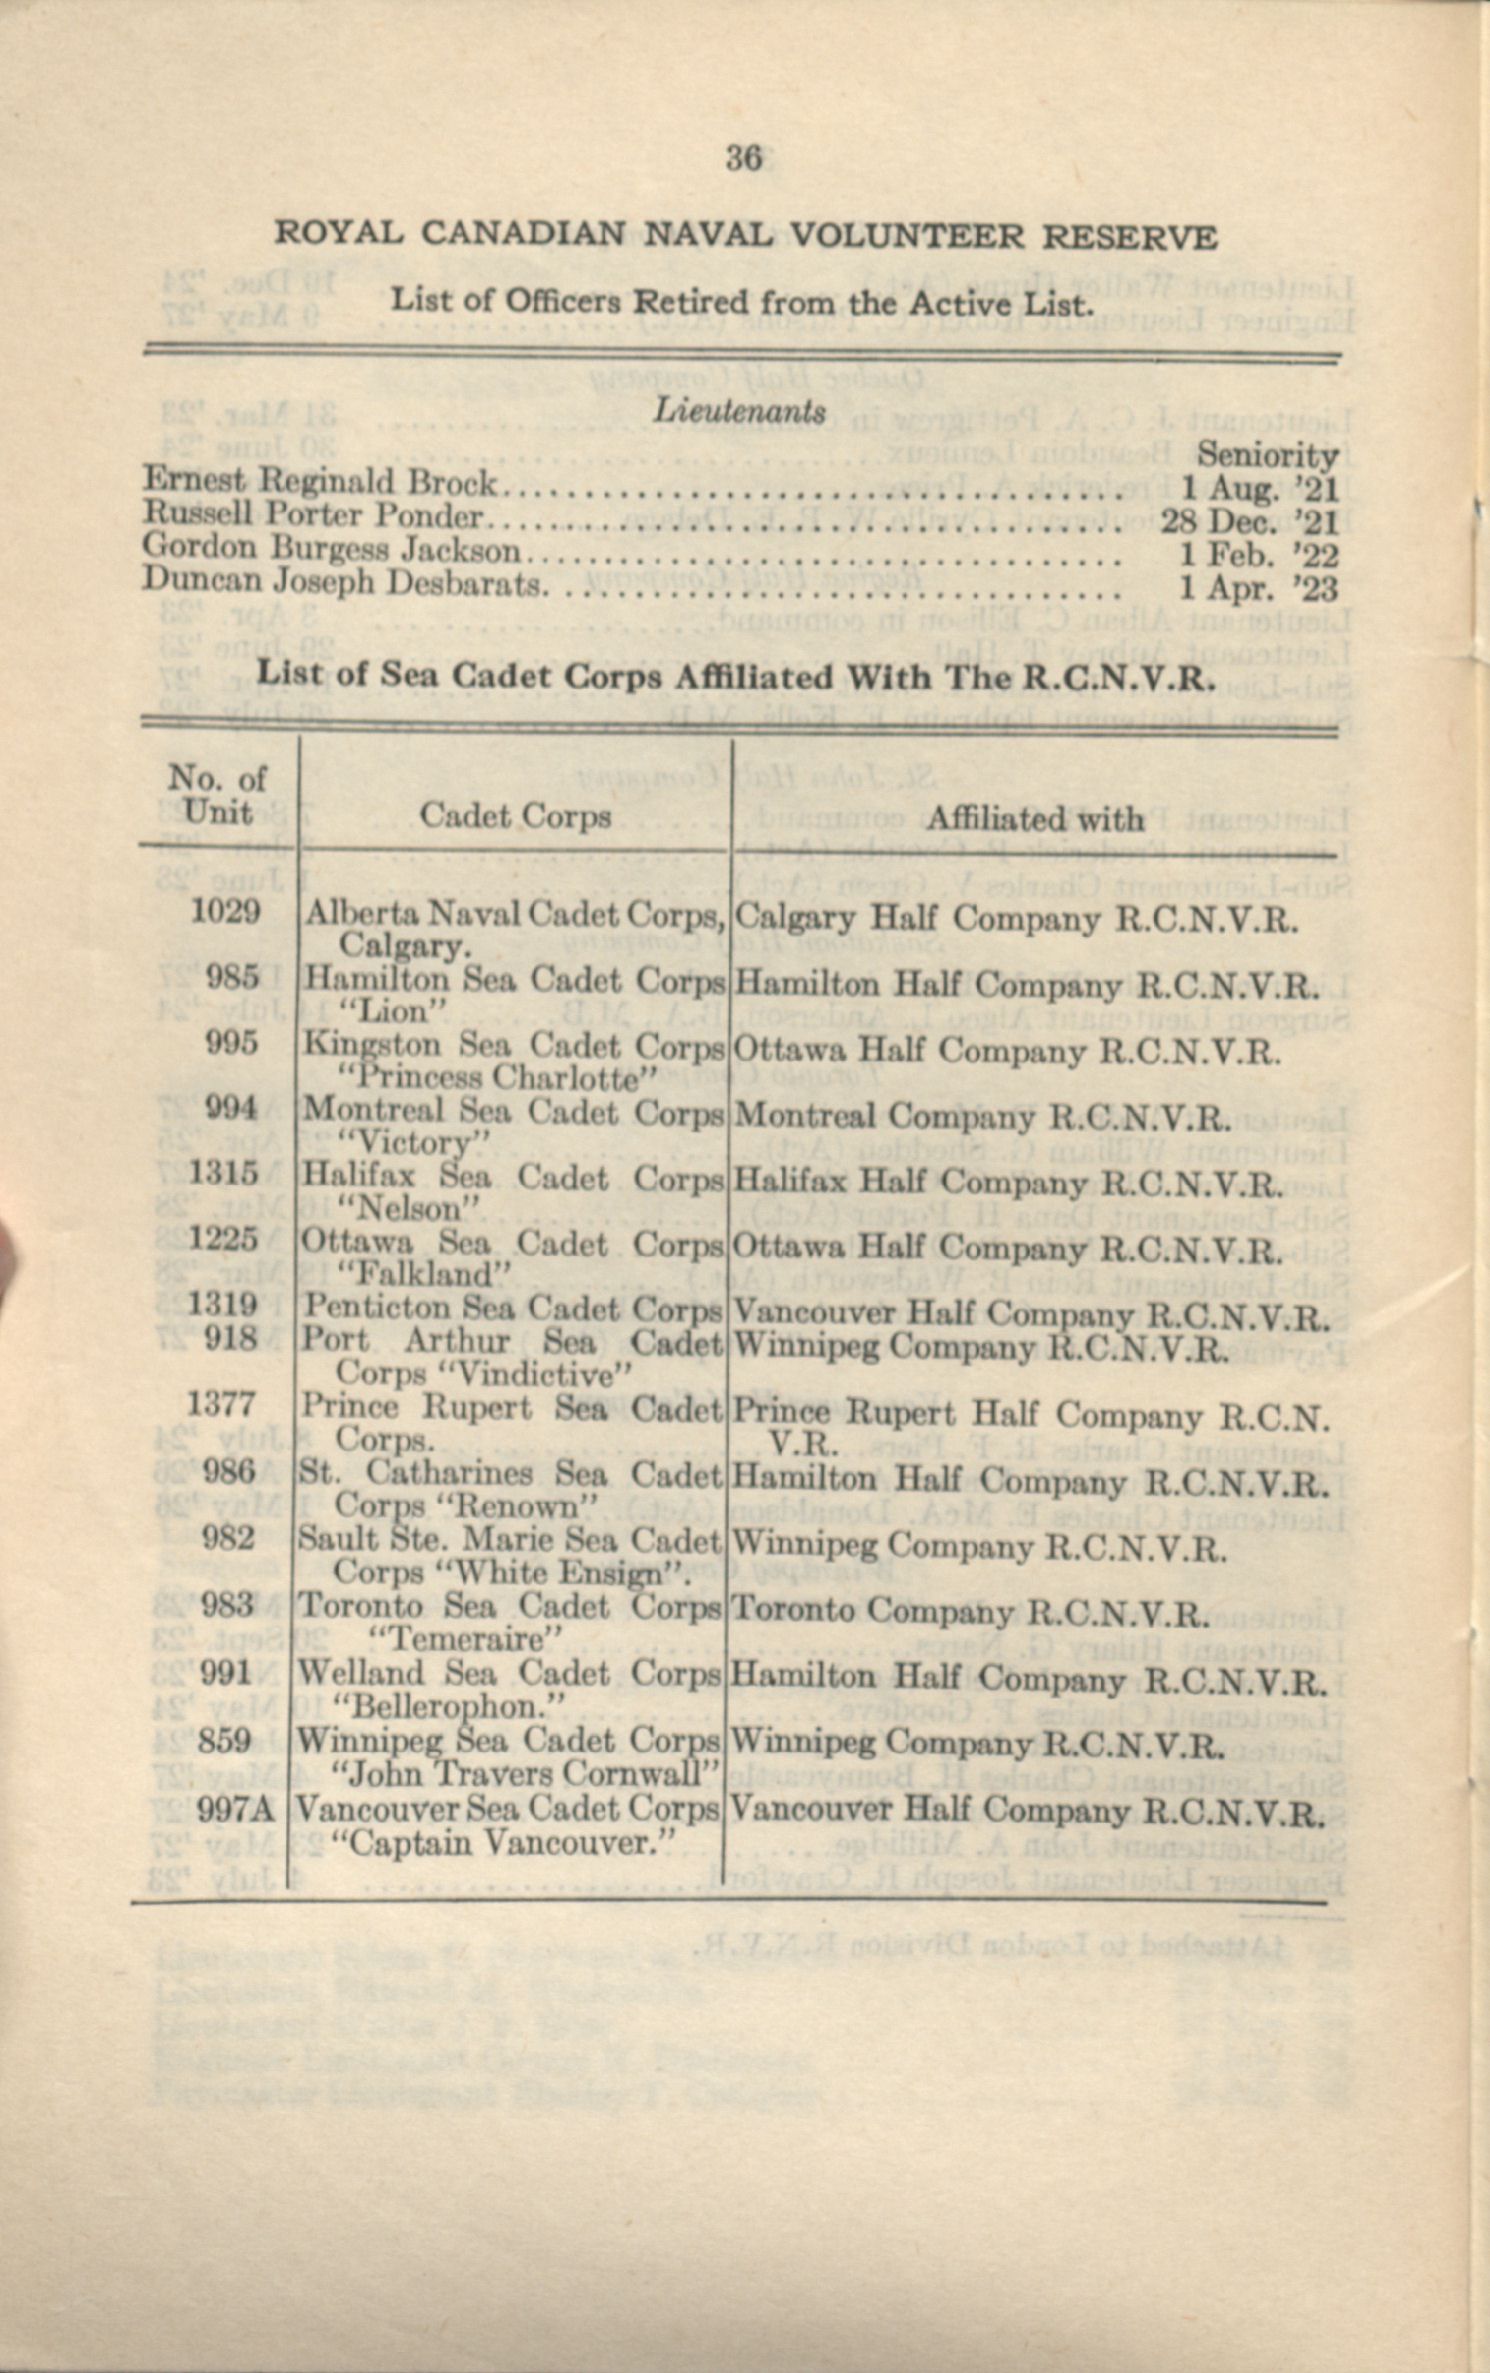 36
ROYAL CANADIAN NAVAL VOLUNTEER RESERVE
List of Officers Retired from the Active List.
Lieutenants
Seniority
Ernest Reginald Brock........................................ 1 Aug. '21
Russell Porter Ponder........................................ 28 Dec. '21
Gordon Burgess Jackson...................................... 1 Feb. '22
Duncan Joseph Desbarats..................................... 1 Apr. '23
List of Sea Cadet Corps Affiliated With The R.C.N.V.R.
No. of
Unit Cadet Corps Affiliated with
1029 Alberta Naval Cadet Corps, Calgary Half Company R.C.N.V.R.
Calgary.
985 Hamilton Sea Cadet Corps Hamilton Half Company R.C.N.V.R.
"Lion"
995 Kingston Sea Cadet Corps Ottawa Half Company R.C.N.V.R.
"Princess Charlotte"
994 Montreal Sea Cadet Corps Montreal Company R.C.N.V.R.
"Victory"
1315 Halifax Sea Cadet Corps Halifax Half Company R.C.N.V.R.
"Nelson"
1225 Ottawa Sea Cadet Corps Ottawa Half Company R.C.N.V.R.
"Falkland"
1319 Penticton Sea Cadet Corps Vancouver Half Company R.C.N.V.R.
918 Port Arthur Sea Cadet Winnipeg Company R.C.N.V.R.
Corps "Vindictive"
1377 Prince Rupert Sea Cadet Prince Rupert Half Company R.C.N.
Corps. V.R.
986 St. Catharines Sea Cadet Hamilton Half Company R.C.N.V.R.
Corps "Renown"
982 Sault Ste. Marie Sea Cadet Winnipeg Company R.C.N.V.R.
Corps "White Ensign".
983 Toronto Sea Cadet Corps Toronto Company R.C.N.V.R.
"Temeraire"
991 Welland Sea Cadet Corps Hamilton Half Company R.C.N.V.R.
"Bellerophon."
859 Winnipeg Sea Cadet Corps Winnipeg Company R.C.N.V.R.
"John Travers Cornwall"
997A Vancouver Sea Cadet Corps Vancouver Half Company R.C.N.V.R.
"Captain Vancouver."